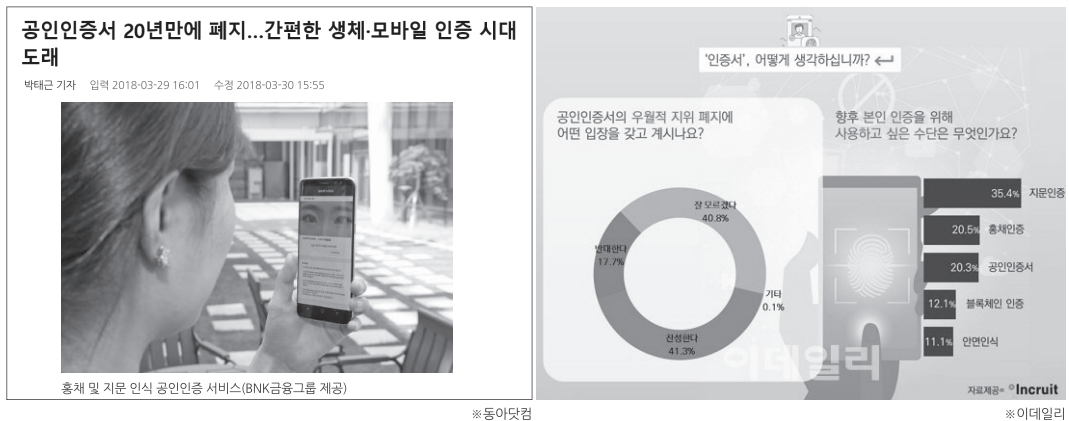 공인인증서 20년만에 폐지...간편한 생체·모바일 인증 시대
도래
박태근 기자 입력 2018-03-29 16:01 수정 2018-03-30 15:55
홍채 및 지문 인식 공인인증 서비스(BNK금융그룹 제공)
※동아닷컴
'인증서', 어떻게 생각하십니까?
공인인증서의 우월적 지위 폐지에
어떤 입장을 갖고 계시나요?
잘 모르겠다
40.8%
반대한다
17.7%
기타
0.1%
찬성한다
41.3%
향후 본인 인증을 위해
사용하고 싶은 수단은 무엇인가요?
35.4% 지문인증
20.5% 홍채인증
20.3% 공인인증서
12.1% 블록체인 인증
11.1% 안면인식
이데일리
자료제공= Incruit
※이데일리